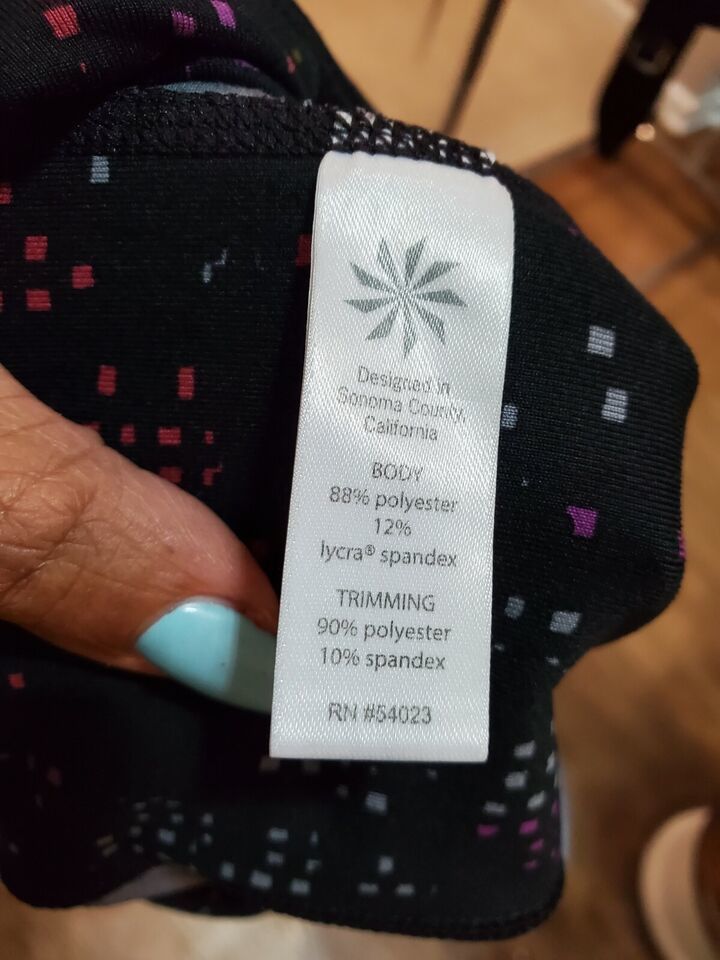 Designed in
Sonoma County,
California
BODY
88% polyester
12%
lycra® spandex
TRIMMING
90% polyester
10% spandex
RN #54023